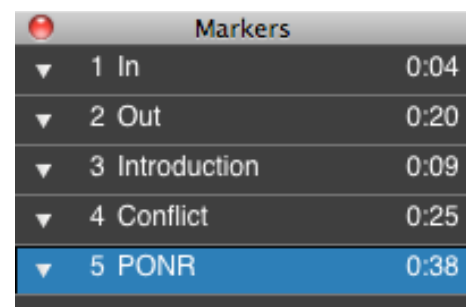 Markers
1 In 0:04
2 Out 0:20
3 Introduction 0:09
4 Conflict 0:25
5 PONR 0:38